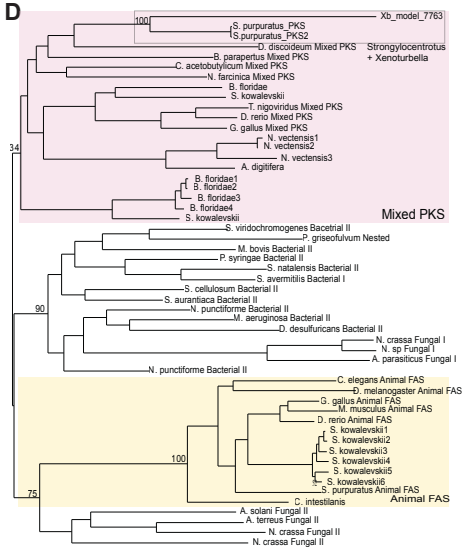 D
100
Xb_model_7763
S. purpuratus_PKS
S.purpuratus_PKS2
D. discoideum Mixed PKS
Strongylocentrotus
+ Xenoturbella
B. parapertus Mixed PKS
C. acetobutylicum Mixed PKS
N. farcinica Mixed PKS
B. floridae
S. kowalevskii
T. nigoviridus Mixed PKS
D. rerio Mixed PKS
G. gallus Mixed PKS
N. vectensis1
N. vectensis2
34
N. vectensis3
A. digitifera
B. floridae1
B. floridae2
B. floridae3
B. floridae4
S. kowalevskii
Mixed PKS
S. viridochromogenes Bacetrial II
P. griseofulvum Nested
M. bovis Bacterial II
P. syringae Bacterial II
S. natalensis Bacterial II
S. avermitilis Bacterial I
S. cellulosum Bacterial II
S. aurantiaca Bacterial II
90
N. punctiforme Bacterial II
M. aeruginosa Bacterial II
D. desulfuricans Bacterial II
N. crassa Fungal I
N. sp Fungal I
A. parasiticus Fungal I
N. punctiforme Bacterial II
C. elegans Animal FAS
D. melanogaster Animal FAS
G. gallus Animal FAS
M. musculus Animal FAS
D. rerio Animal FAS
S. kowalevskii1
S. kowalevskii2
S. kowalevskii3
100
S. kowalevskii4
S. kowalevskii5
S. kowalevskii6
S. purpuratus Animal FAS
75
Animal FAS
C. intestilanis
A. solani Fungal II
A. terreus Fungal II
N. crassa Fungal II
N. crassa Fungal II